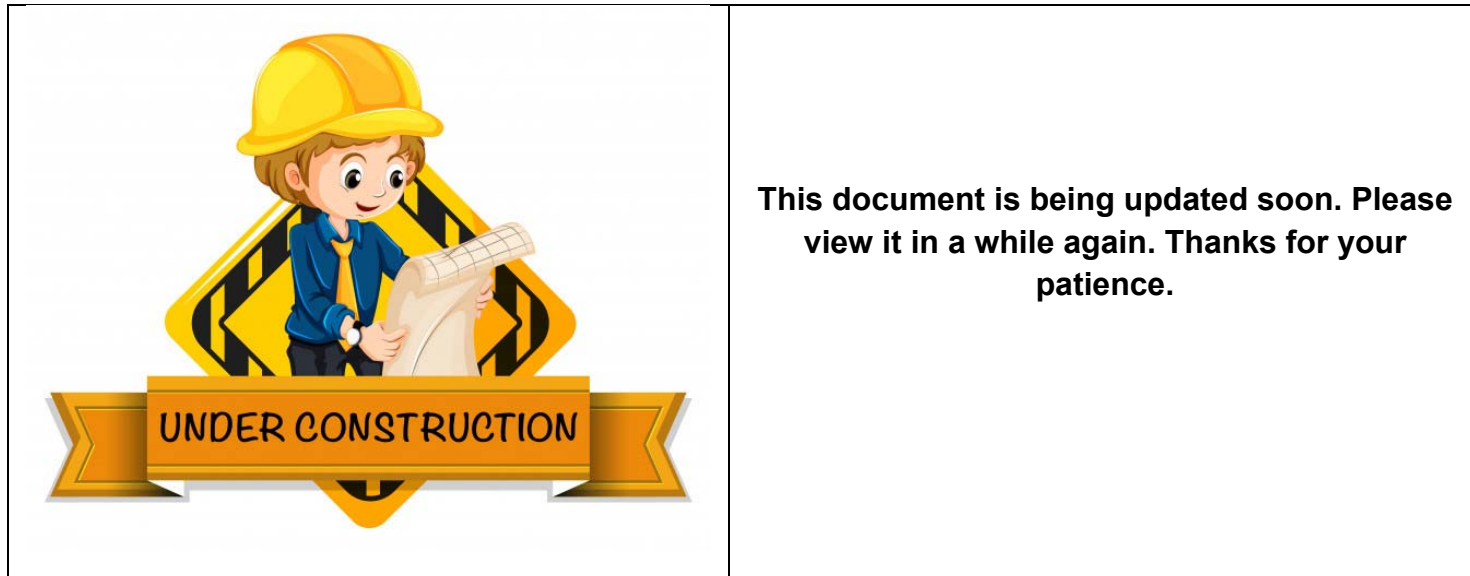 UNDER CONSTRUCTION
This document is being updated soon. Please
view it in a while again. Thanks for your
patience.